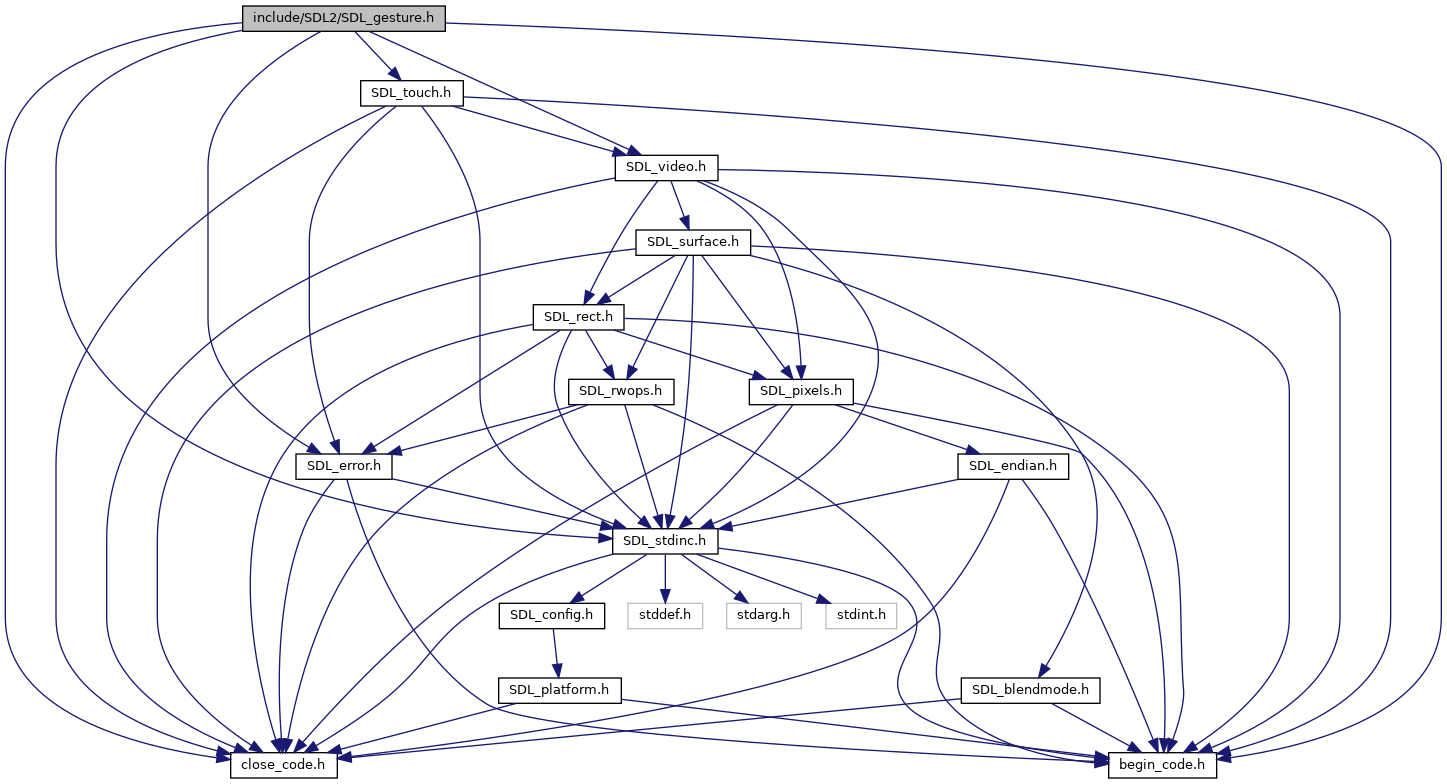 include/SDL2/SDL_gesture.h
SDL_touch.h
SDL_video.h
SDL_surface.h
SDL_rect.h
SDL_rwops.h
SDL_pixels.h
SDL_error.h
SDL_endian.h
SDL_stdinc.h
SDL_config.h
stddef.h
stdarg.h
stdint.h
SDL_platform.h
SDL_blendmode.h
close_code.h
begin_code.h